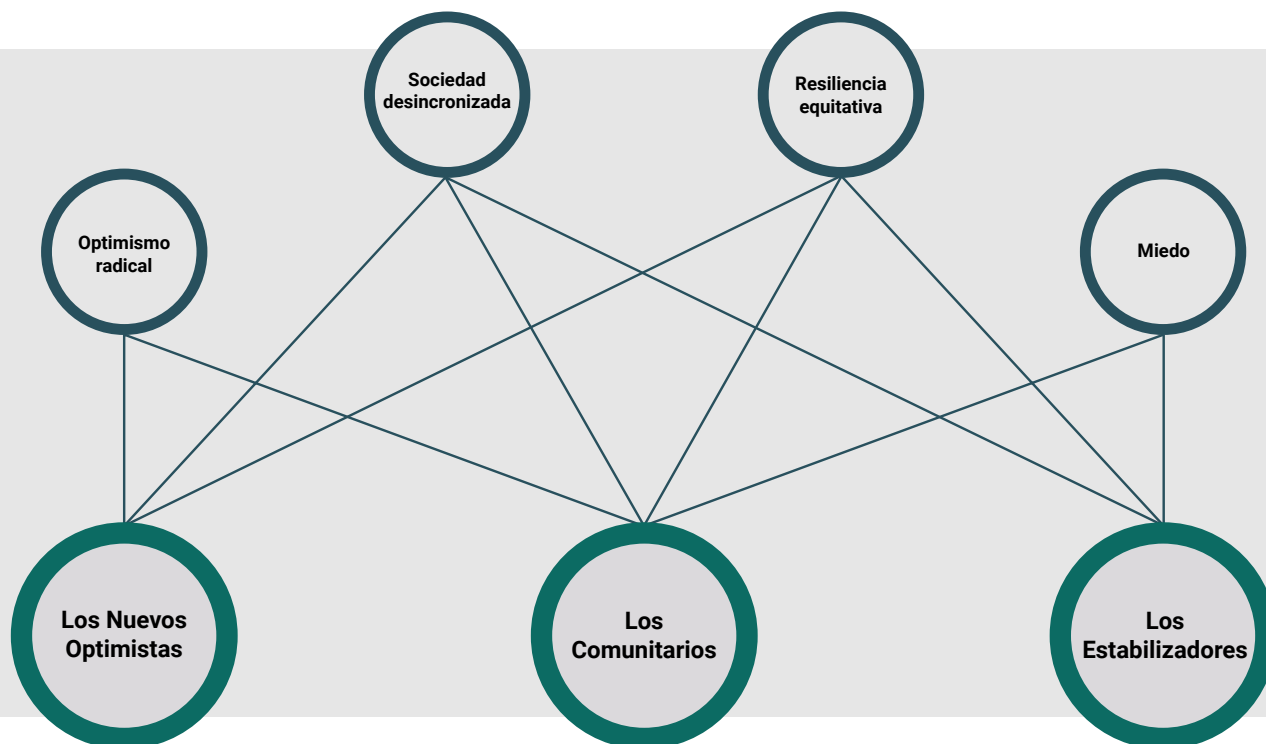 Sociedad
desincronizada
Resiliencia
equitativa
Optimismo
radical
Miedo
Los Nuevos
Optimistas
Los
Comunitarios
Los
Estabilizadores